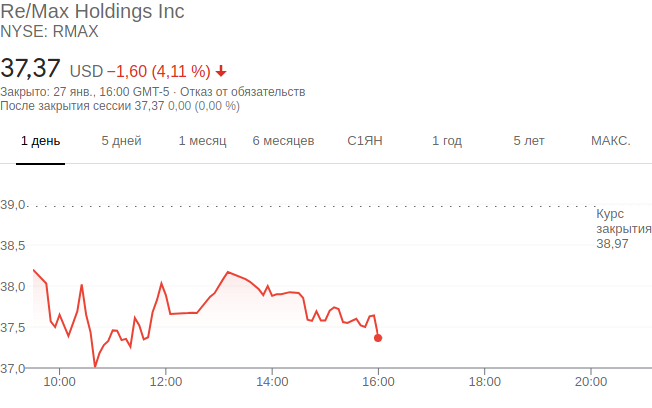 Re/Max Holdings Inc
NYSE: RMAX
37,37 USD −1,60 (4,11 %)
Закрыто: 27 янв., 16:00 GMT-5 · Отказ от обязательств
После закрытия сессии 37,37 0,00 (0,00 %)
1 день 5 дней 1 месяц 6 месяцев С1ЯН 1 год 5 лет МАКС.
39,0
Курс
закрытия
38,97
38,5
38,0
37,5
37,0
10:00 12:00 14:00 16:00 18:00 20:00